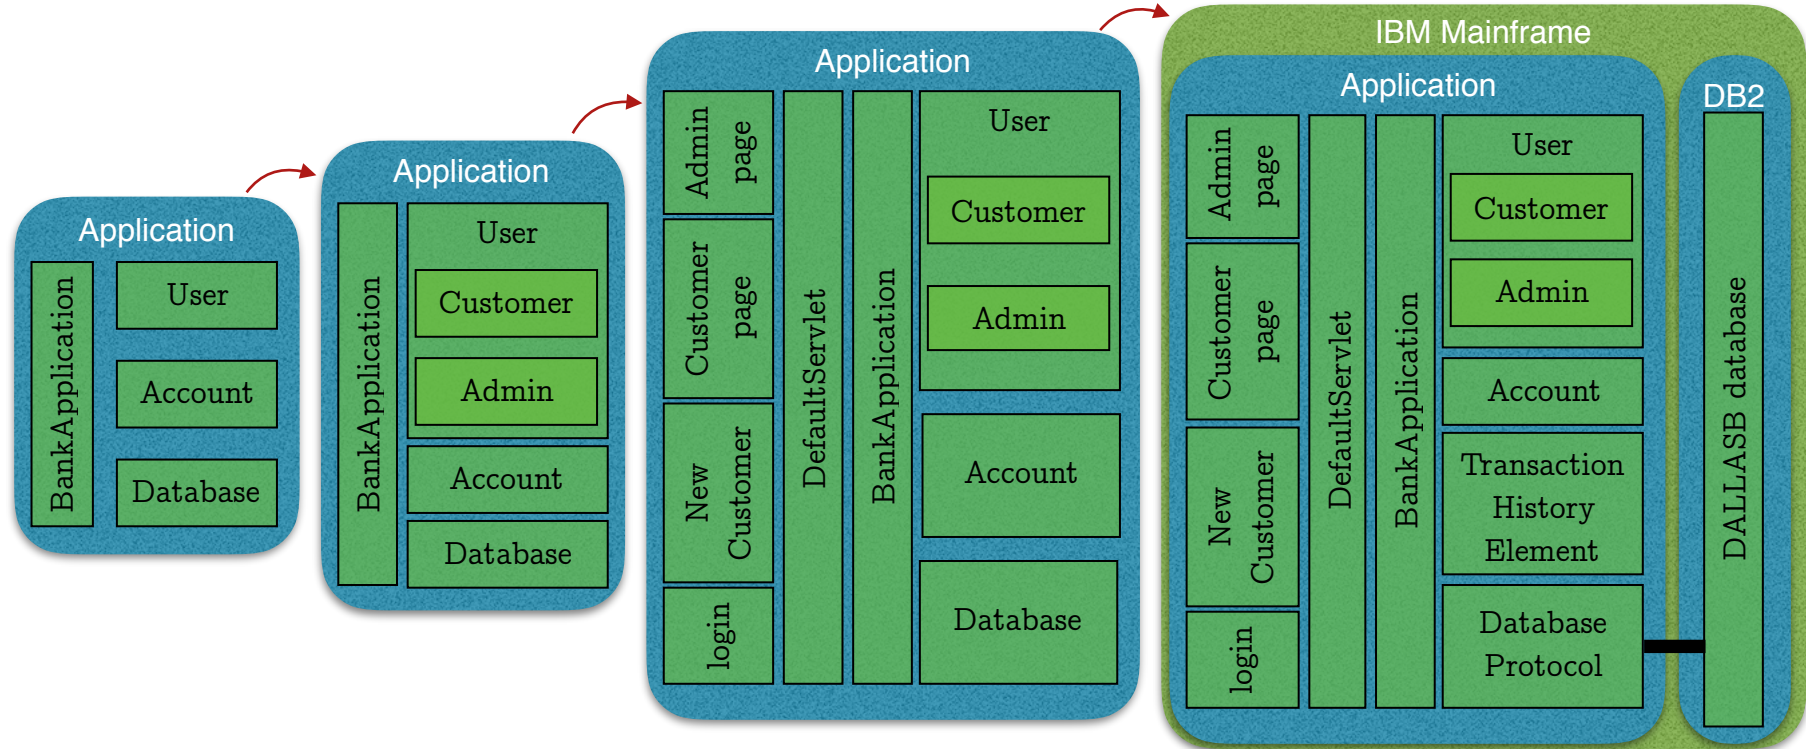 Application
BankApplication
User
Account
Database
Application
BankApplication
User
Customer
Admin
Account
Database
Application
Admin
page
Customer
page
New
Customer
login
DefaultServlet
BankApplication
User
Customer
Admin
Account
Database
IBM Mainframe
Application
Admin
page
Customer
page
New
Customer
login
DefaultServlet
BankApplication
User
Customer
Admin
Account
Transaction
History
Element
Database
Protocol
DB2
DALLASB database